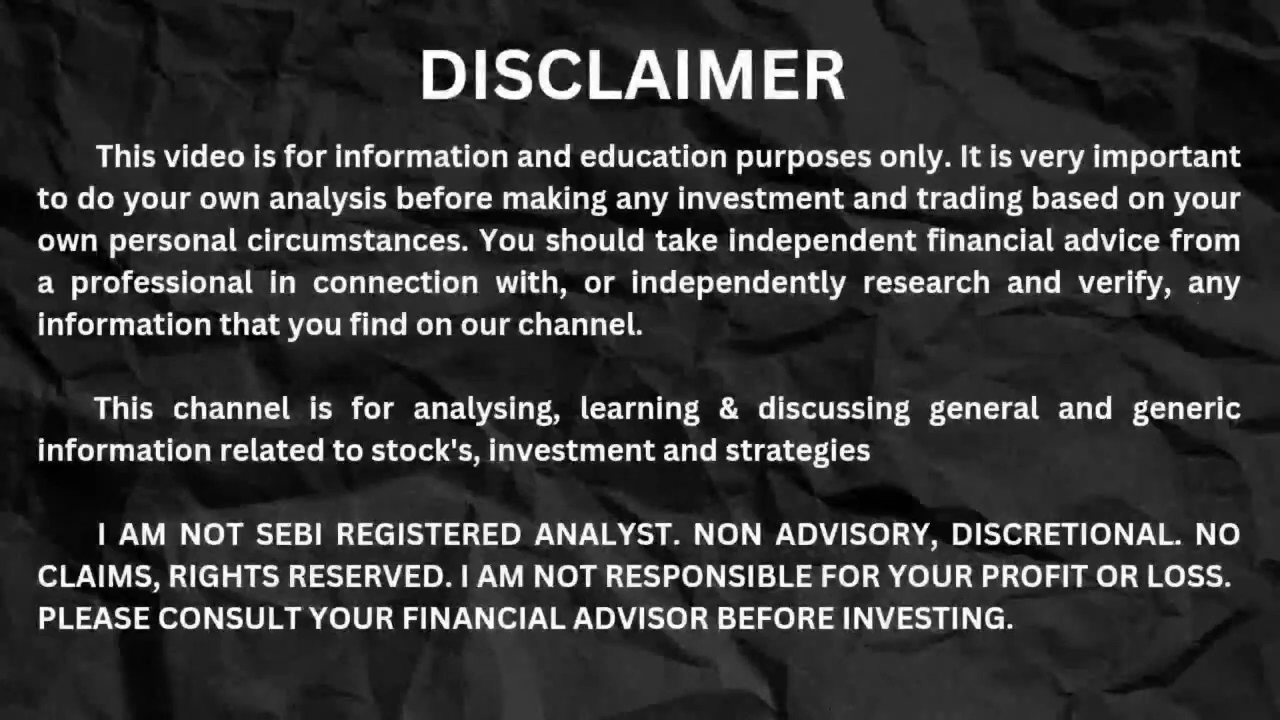 DISCLAIMER
This video is for information and education purposes only. It is very important
to do your own analysis before making any investment and trading based on your
own personal circumstances. You should take independent financial advice from
a professional in connection with, or independently research and verify, any
information that you find on our channel.
This channel is for analysing, learning & discussing general and generic
information related to stock's, investment and strategies
I AM NOT SEBI REGISTERED ANALYST. NON ADVISORY, DISCRETIONAL. NO
CLAIMS, RIGHTS RESERVED. I AM NOT RESPONSIBLE FOR YOUR PROFIT OR LOSS.
PLEASE CONSULT YOUR FINANCIAL ADVISOR BEFORE INVESTING.